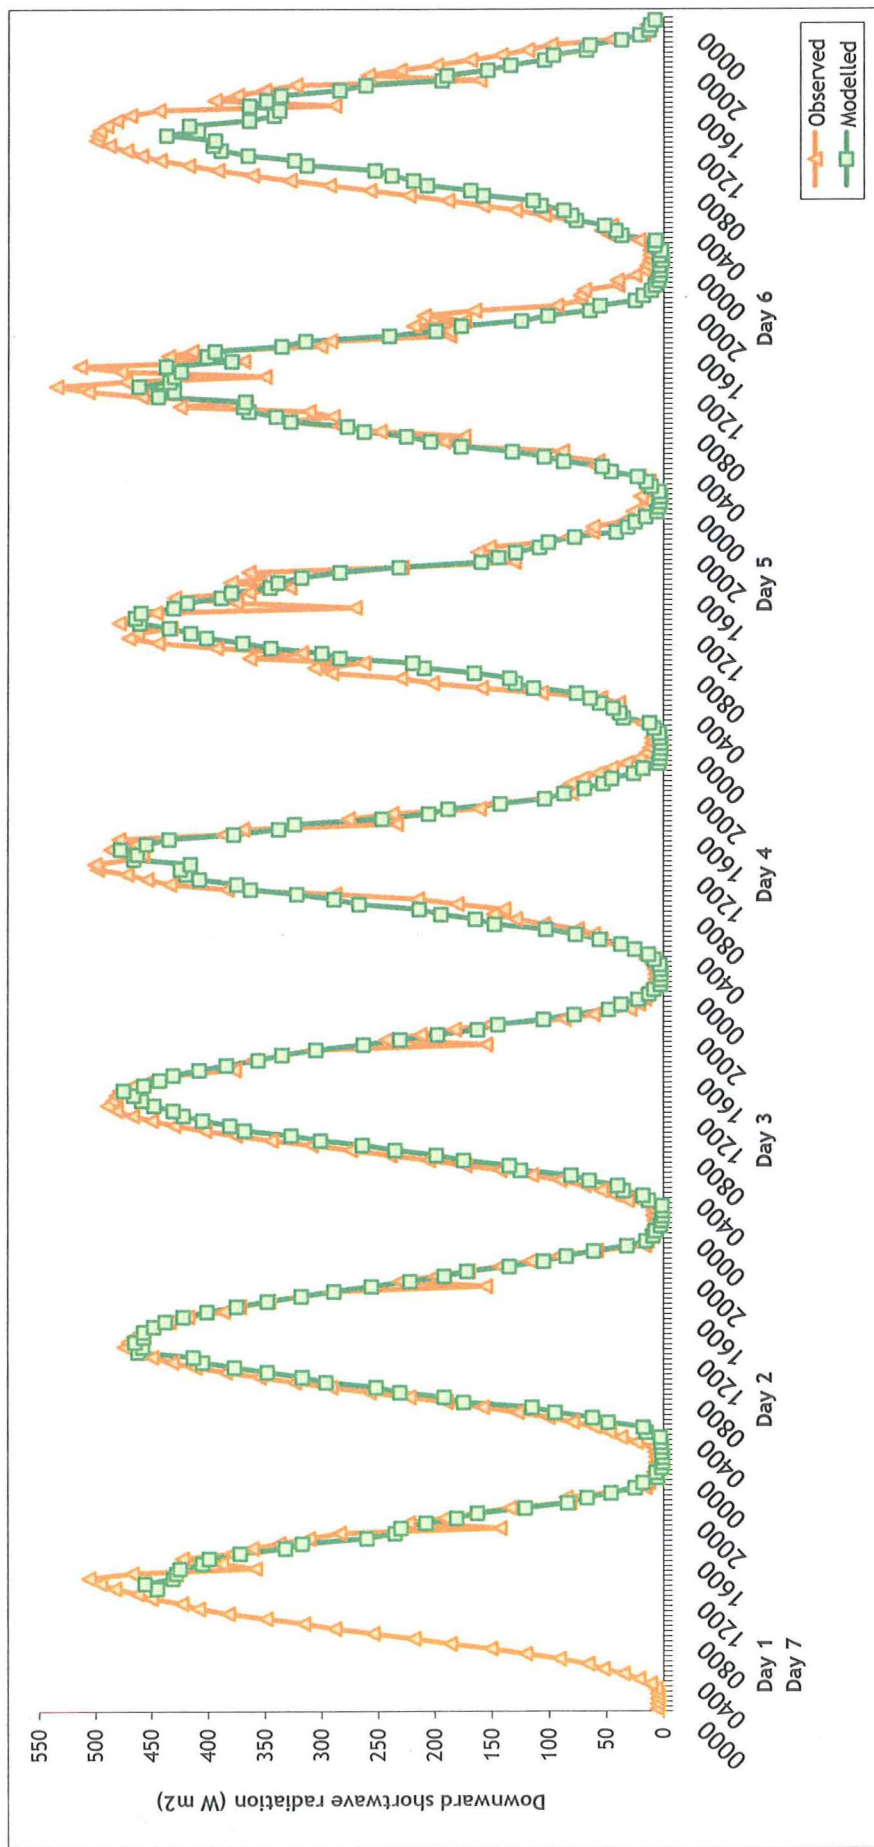 Downward shortwave radiation (W m2)
550
500
450
400
350
300
250
200
150
100
50
0
0000 0400 0800 1200 1600 2000 0000 0400 0800 1200 1600 2000 0000 0400 0800 1200 1600 2000 0000 0400 0800 1200 1600 2000 0000 0400 0800 1200 1600 2000 0000 0400 0800 1200 1600 2000 0000 0400 0800 1200 1600 2000 0000
Day 1 Day 2 Day 3 Day 4 Day 5 Day 6
Day 7
Observed
Modelled